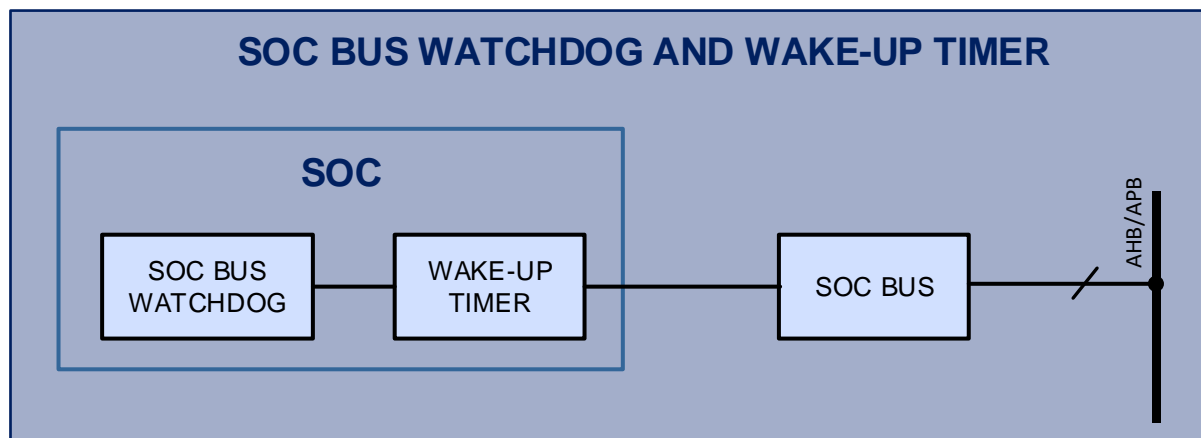 SOC BUS WATCHDOG AND WAKE-UP TIMER
SOC
SOC BUS
WATCHDOG
WAKE-UP
TIMER
SOC BUS
AHB/APB